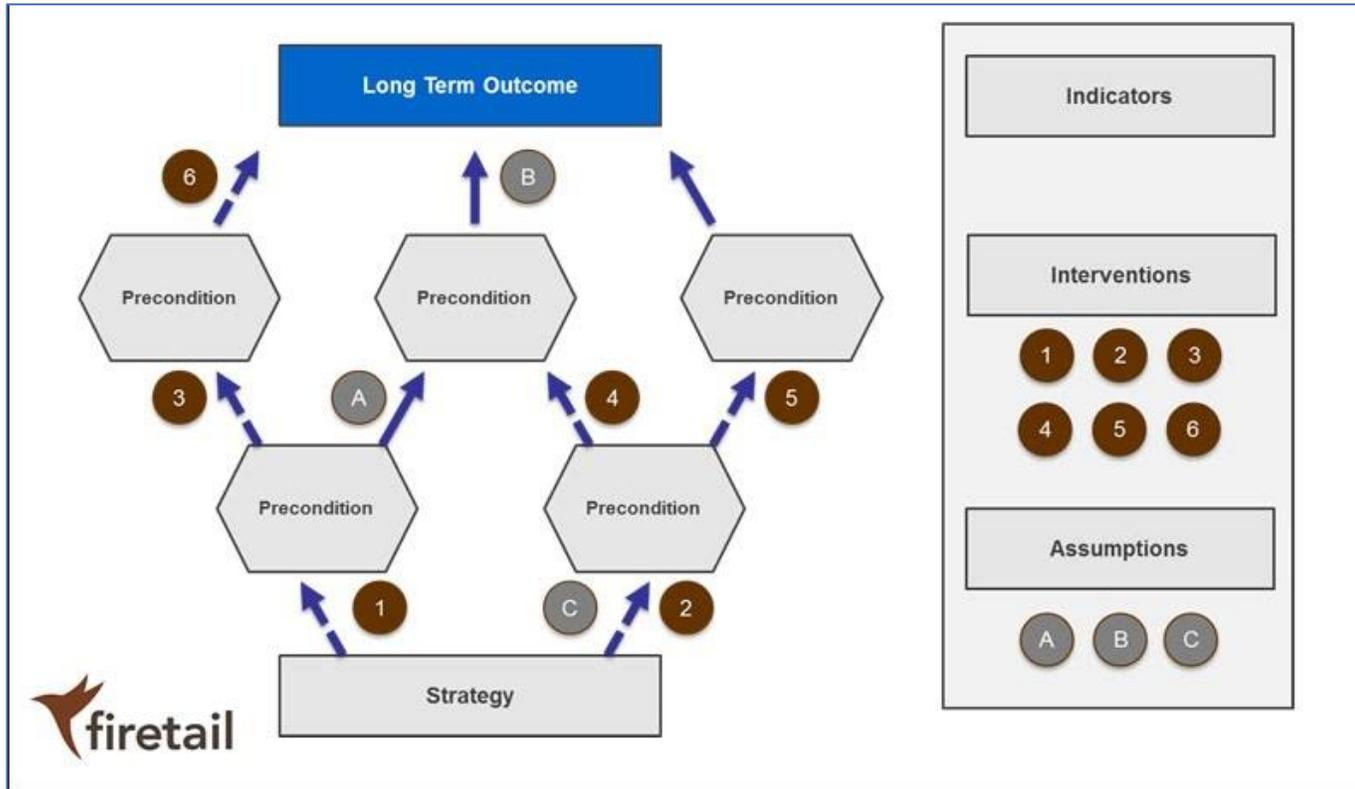 Long Term Outcome
6
B
Precondition
Precondition
Precondition
3
A
4
5
Precondition
Precondition
1
C
2
Strategy
firetail
Indicators
Interventions
1 2 3
4 5 6
Assumptions
A B C